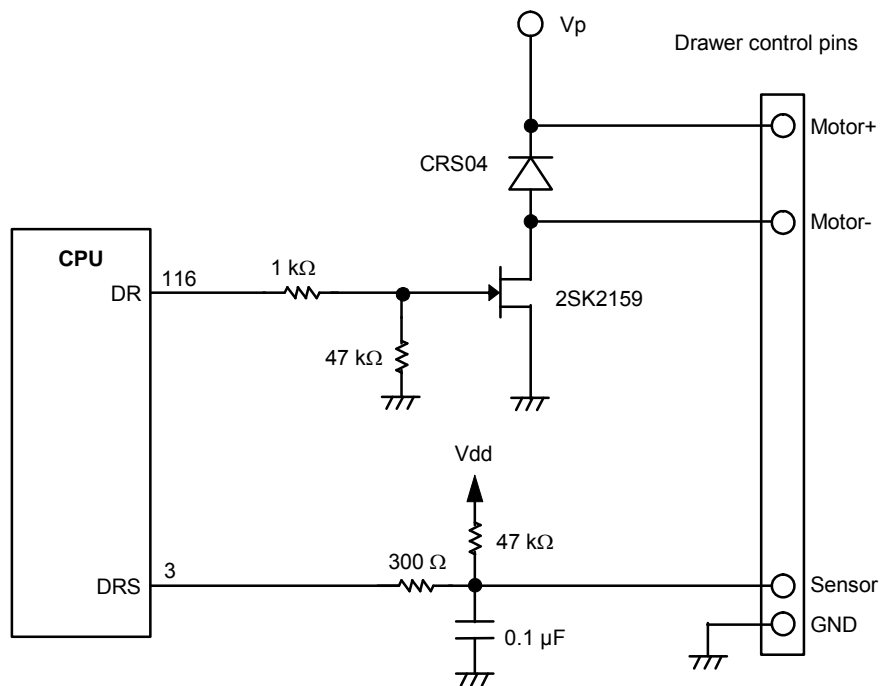 Vp
Drawer control pins
Motor+
CRS04
Motor-
CPU
116
1 kΩ
DR
2SK2159
47 kΩ
Vdd
47 kΩ
3
300 Ω
DRS
Sensor
0.1 µF
GND